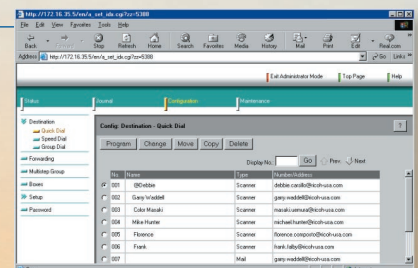 http://172.16.35.5/en/a_set_idx.cgi?zz=5388
File Edit View Favorites Tools Help
Back Forward Stop Refresh Home Search Favorites Media History Mail Print Edit Real.com
Address http://172.16.35.5/en/a_set_idx.cgi?zz=5388 Go Links
Exit Administrator Mode Top Page Help
Status Journal Configuration Maintenance
Destination
Quick Dial
Speed Dial
Group Dial
Forwarding
Multistep Group
Boxes
Setup
Password
Config: Destination - Quick Dial ?
Program Change Move Copy Delete
Display No. Go Prev. Next
No. Name Type Number/Address
001 @Debbie Scanner debbie.casillo@ricoh-usa.com
002 Gary Waddell Scanner gary.waddell@ricoh-usa.com
003 Color Masaki Scanner masaki.uemura@ricoh-usa.com
004 Mike Hunter Scanner michael.hunter@ricoh-usa.com
005 Florence Scanner florence.comporto@ricoh-usa.com
006 Frank Scanner frank.falby@ricoh-usa.com
007 Mail gary.waddell@ricoh-usa.com